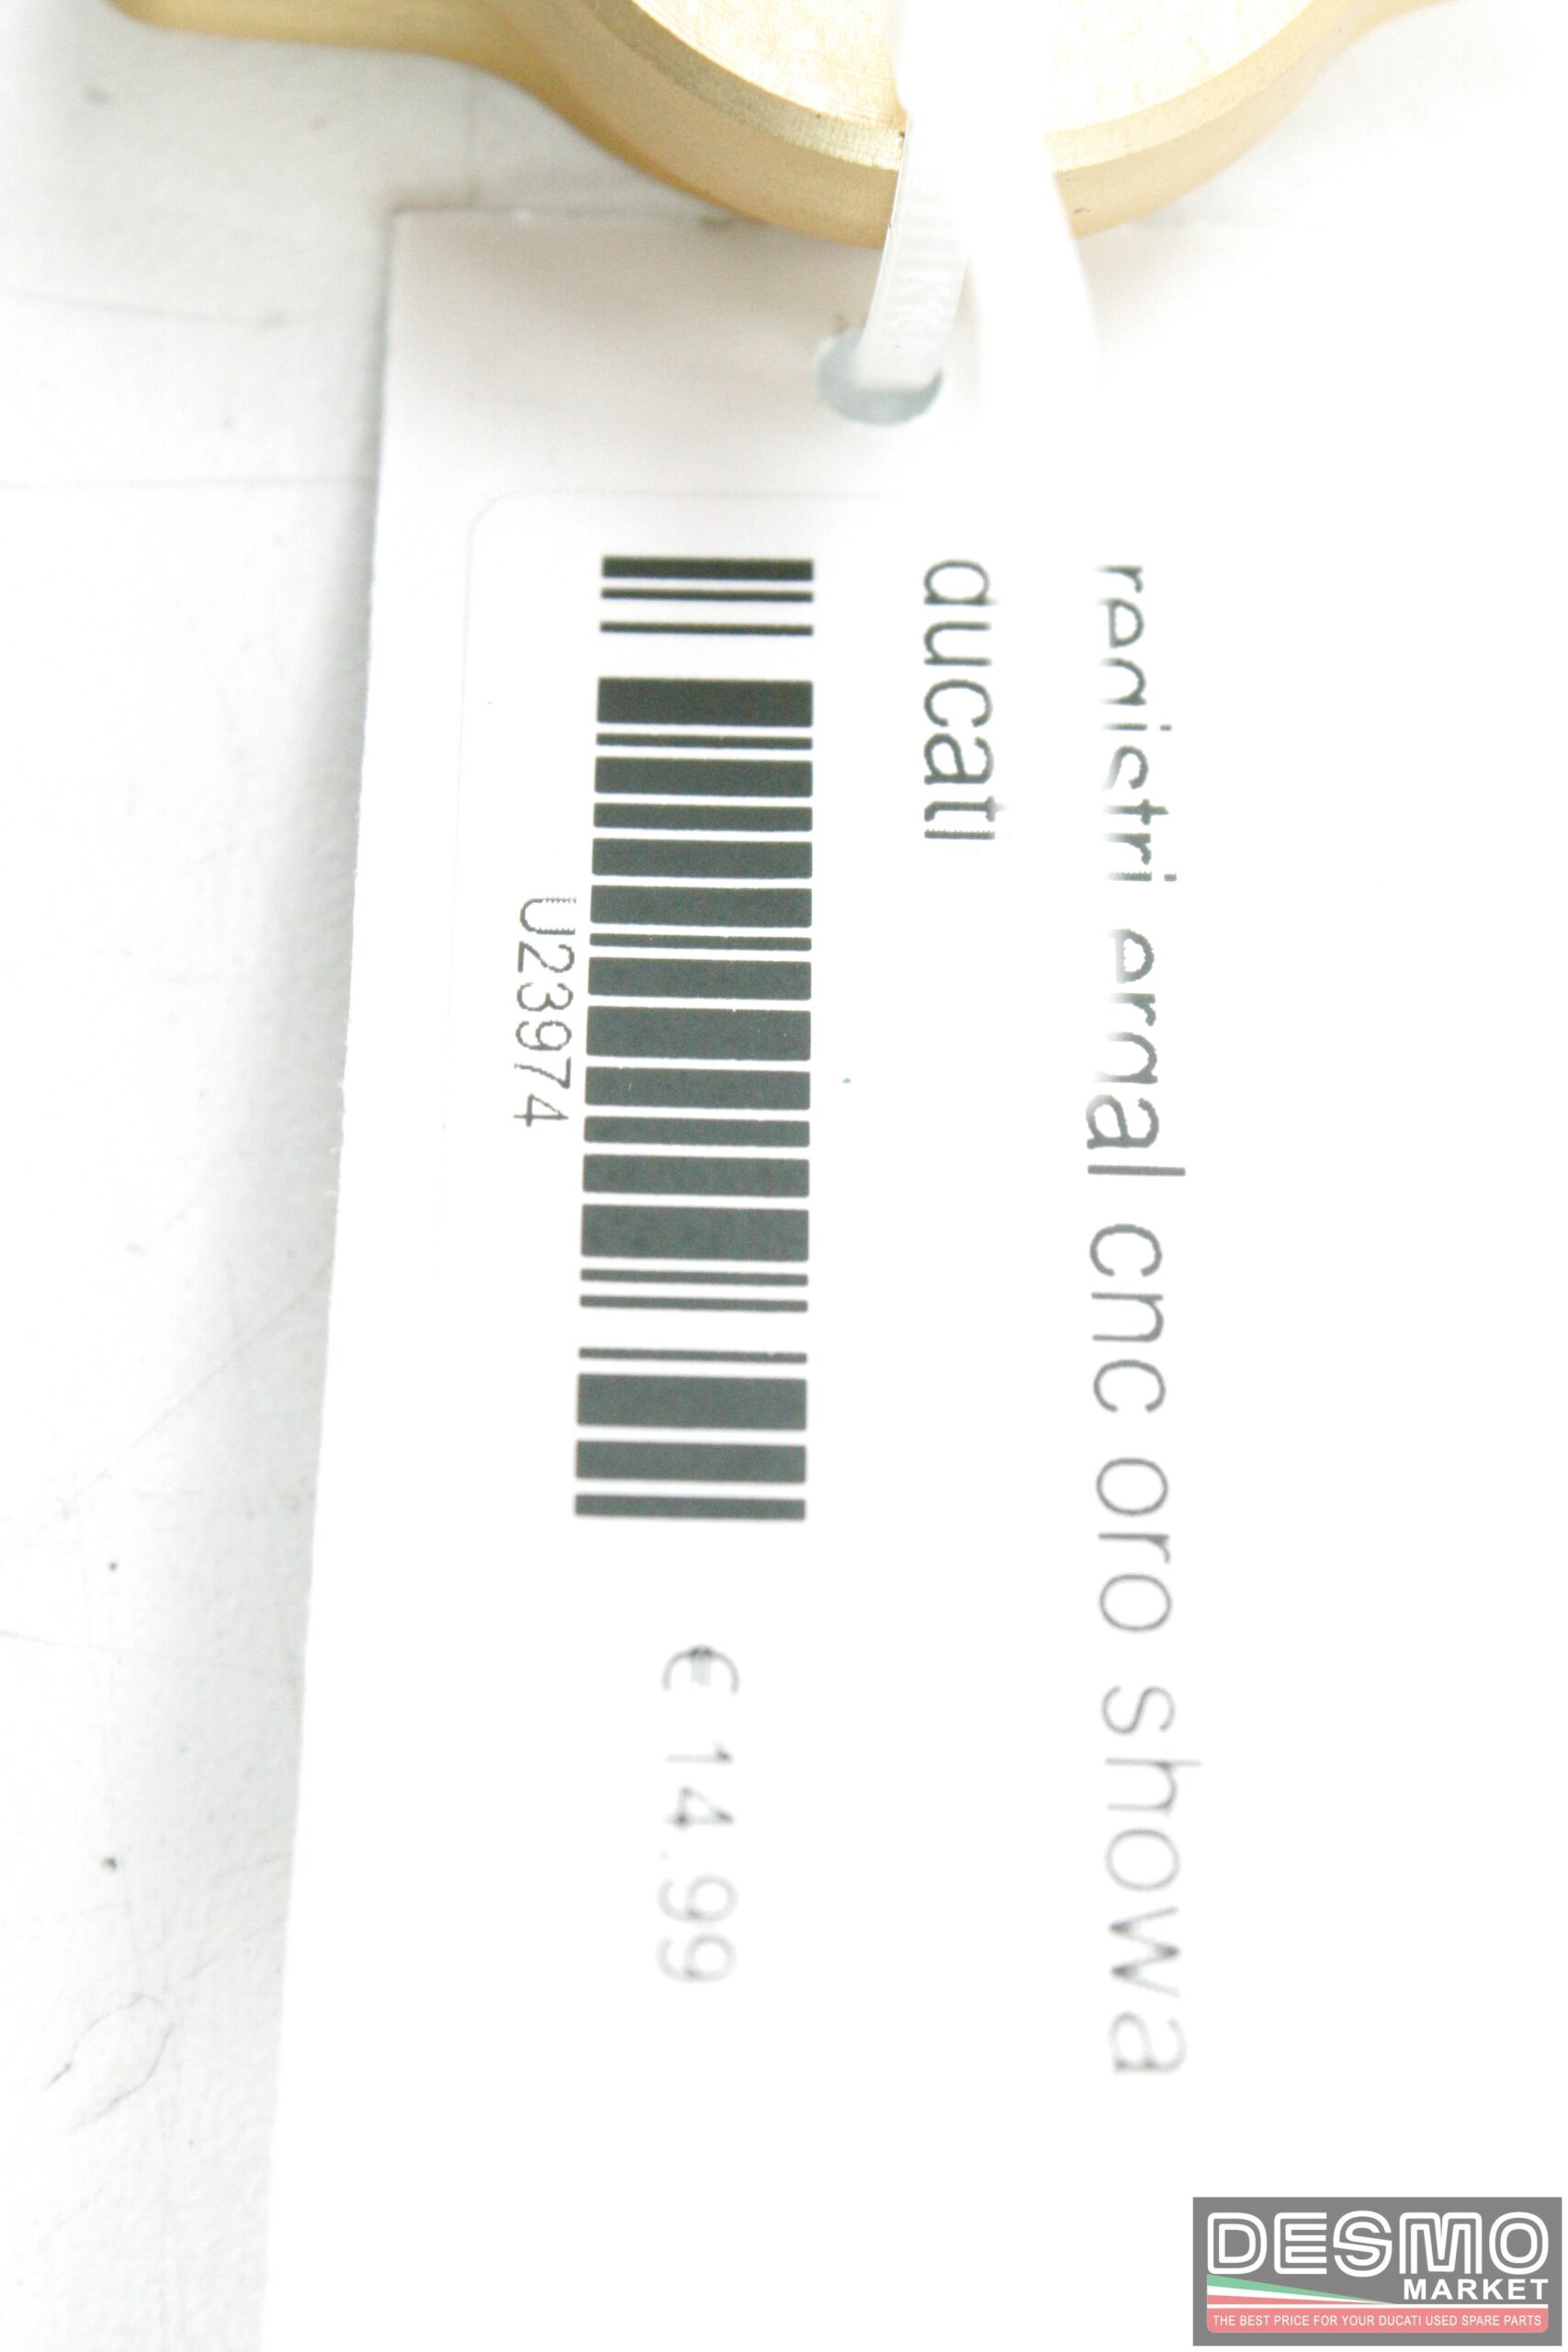 registri ergal cnc oro showa
ducati
U23974
€ 14.99
DESMO
MARKET
THE BEST PRICE FOR YOUR DUCATI USED SPARE PARTS